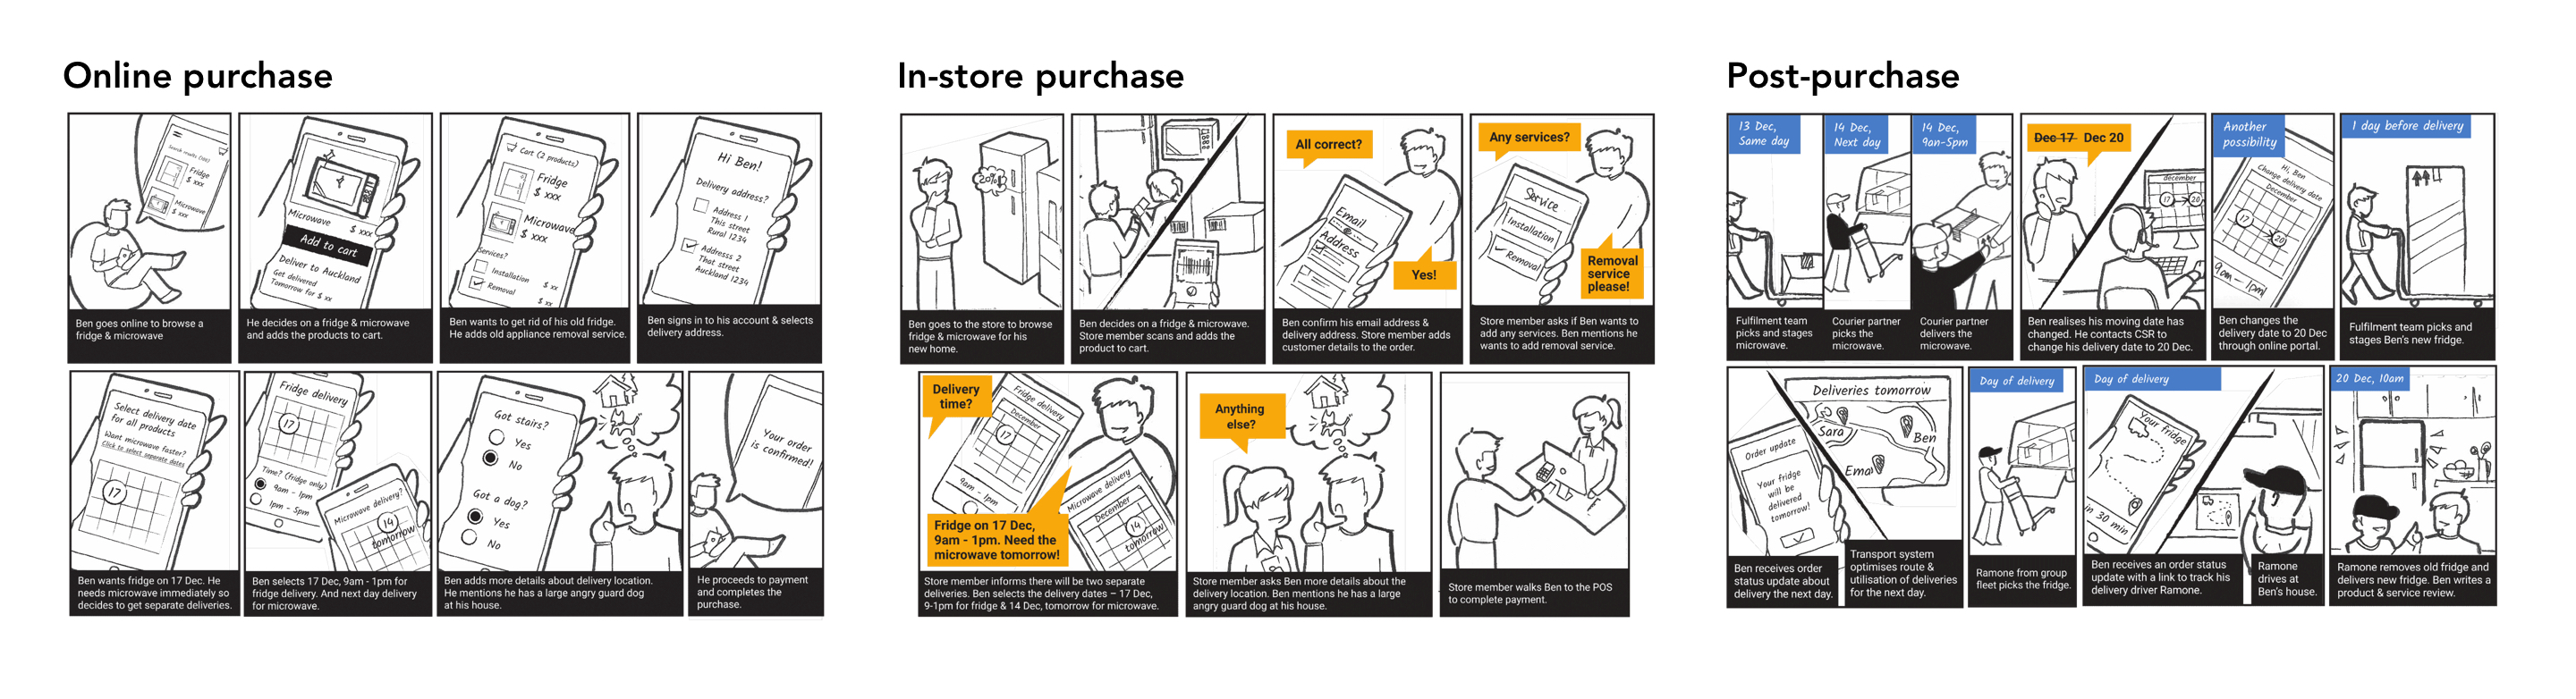 Online purchase
Search results (100)
Fridge
$ xxx
Microwave
$ xx
Ben goes online to browse a
fridge & microwave
Microwave
$ xxx
Add to cart
Deliver to Auckland
Get delivered
Tomorrow for $ xx
He decides on a fridge & microwave
and adds the products to cart.
Cart (2 products)
Fridge
$ xxx
Microwave
$ xxx
Services?
Installation
$ xx
Removal
$ xx
Ben wants to get rid of his old fridge.
He adds old appliance removal service.
Hi Ben!
Delivery address?
Address 1
This street
Rural 1234
Addresss 2
That street
Auckland 1234
Ben signs in to his account & selects
delivery address.
Select delivery date
for all products
Want microwave faster?
Click to select separate dates
17
Ben wants fridge on 17 Dec. He
needs microwave immediately so
decides to get separate deliveries.
Fridge delivery
17
Time? (fridge only)
9am - 1pm
1pm - 5pm
Microwave delivery?
14
tomorrow
Ben selects 17 Dec, 9am - 1pm for
fridge delivery. And next day delivery
for microwave.
Got stairs?
Yes
No
Got a dog?
Yes
No
Ben adds more details about delivery location.
He mentions he has a large angry guard dog
at his house.
Your order
is confirmed!
He proceeds to payment
and completes the
purchase.
In-store purchase
20%
Ben goes to the store to browse
fridge & microwave for his
new home.
Ben decides on a fridge & microwave.
Store member scans and adds the
product to cart.
All correct?
Email
Address
Yes!
Ben confirm his email address &
delivery address. Store member adds
customer details to the order.
Any services?
Service
Installation
Removal
Removal
service
please!
Store member asks if Ben wants to
add any services. Ben mentions he
wants to add removal service.
Delivery
time?
Fridge delivery
December
17
9am - 1pm
Microwave delivery
December
14
tomorrow
Fridge on 17 Dec,
9am - 1pm. Need the
microwave tomorrow!
Store member informs there will be two separate
deliveries. Ben selects the delivery dates – 17 Dec,
9-1pm for fridge & 14 Dec, tomorrow for microwave.
Anything
else?
Store member asks Ben more details about the
delivery location. Ben mentions he has a large
angry guard dog at his house.
Store member walks Ben to the POS
to complete payment.
Post-purchase
13 Dec,
Same day
Fulfilment team
picks and stages
microwave.
14 Dec,
Next day
Courier partner
picks the
microwave.
14 Dec,
9am-5pm
Courier partner
delivers the
microwave.
Dec 17 Dec 20
december
17
20
Ben realises his moving date has
changed. He contacts CSR to
change his delivery date to 20 Dec.
Another
possibility
Hi, Ben
Change delivery date
December
17
20
9am - 1pm
Ben changes the
delivery date to 20 Dec
through online portal.
1 day before delivery
Fulfilment team picks and
stages Ben's new fridge.
Order update
Your fridge
will be
delivered
tomorrow!
Ben receives order
status update about
delivery the next day.
Deliveries tomorrow
Sara
Ben
Ema
Transport system
optimises route &
utilisation of deliveries
for the next day.
Day of delivery
Ramone from group
fleet picks the fridge.
Day of delivery
Your fridge
in 30 min
Ben receives an order status
update with a link to track his
delivery driver Ramone.
Ramone
drives at
Ben's house.
20 Dec, 10am
Ramone removes old fridge and
delivers new fridge. Ben writes a
product & service review.